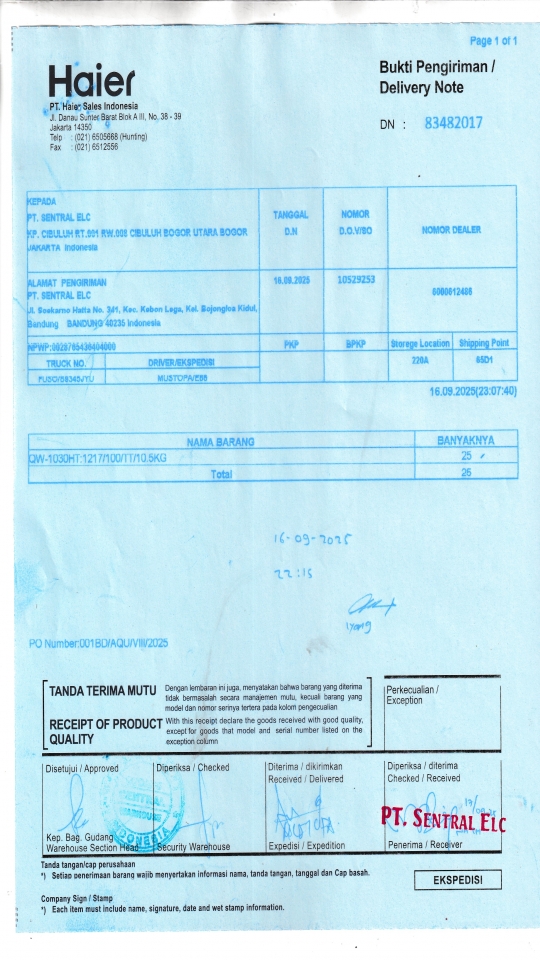 Page 1 of 1
Haier
PT. Haier Sales Indonesia
Jl. Danau Sunter Barat Blok A III, No. 38 - 39
Jakarta 14350
Telp : (021) 6505668 (Hunting)
Fax : (021) 6512556
Bukti Pengiriman /
Delivery Note
DN : 83482017
KEPADA
PT. SENTRAL ELC
KP. CIBULUH RT.001 RW.008 CIBULUH BOGOR UTARA BOGOR
JAKARTA Indonesia
TANGGAL
D.N
NOMOR
D.O.V/SO
NOMOR DEALER
ALAMAT PENGIRIMAN
PT. SENTRAL ELC
Jl. Soekarno Hatta No. 241, Kec. Kebon Lega, Kel. Bojongloa Kidul,
Bandung BANDUNG 40235 Indonesia
16.09.2025
10529253
0000012486
NPWP:0028765436404000
PKP
BPKP
Storege Location
Shipping Point
TRUCK NO.
DRIVER/EKSPEDISI
220A
65D1
MUSTOPA/E56
16.09.2025(23:07:40)
NAMA BARANG
BANYAKNYA
QW-1030HT:1217/100/TT/10.5KG
25
Total
25
16-09-2025
22:15
Iyang
PO Number:001BD/AQU/VIII/2025
TANDA TERIMA MUTU
Dengan lembaran ini juga, menyatakan bahwa barang yang diterima
tidak bermasalah secara manajemen mutu, kecuali barang yang
model dan nomor serinya tertera pada kolom pengecualian
RECEIPT OF PRODUCT
QUALITY
With this receipt declare the goods received with good quality,
except for goods that model and serial number listed on the
exception column
Perkecualian /
Exception
Disetujui / Approved
Diperiksa / Checked
Diterima / dikirimkan
Received / Delivered
Diperiksa / diterima
Checked / Received
PT. SENTRAL ELC
Kep. Bag. Gudang
Warehouse Section Head
Security Warehouse
Expedisi / Expedition
Penerima / Receiver
Tanda tangan/cap perusahaan
*) Setiap penerimaan barang wajib menyertakan informasi nama, tanda tangan, tanggal dan Cap basah.
EKSPEDISI
Company Sign / Stamp
*) Each item must include name, signature, date and wet stamp information.